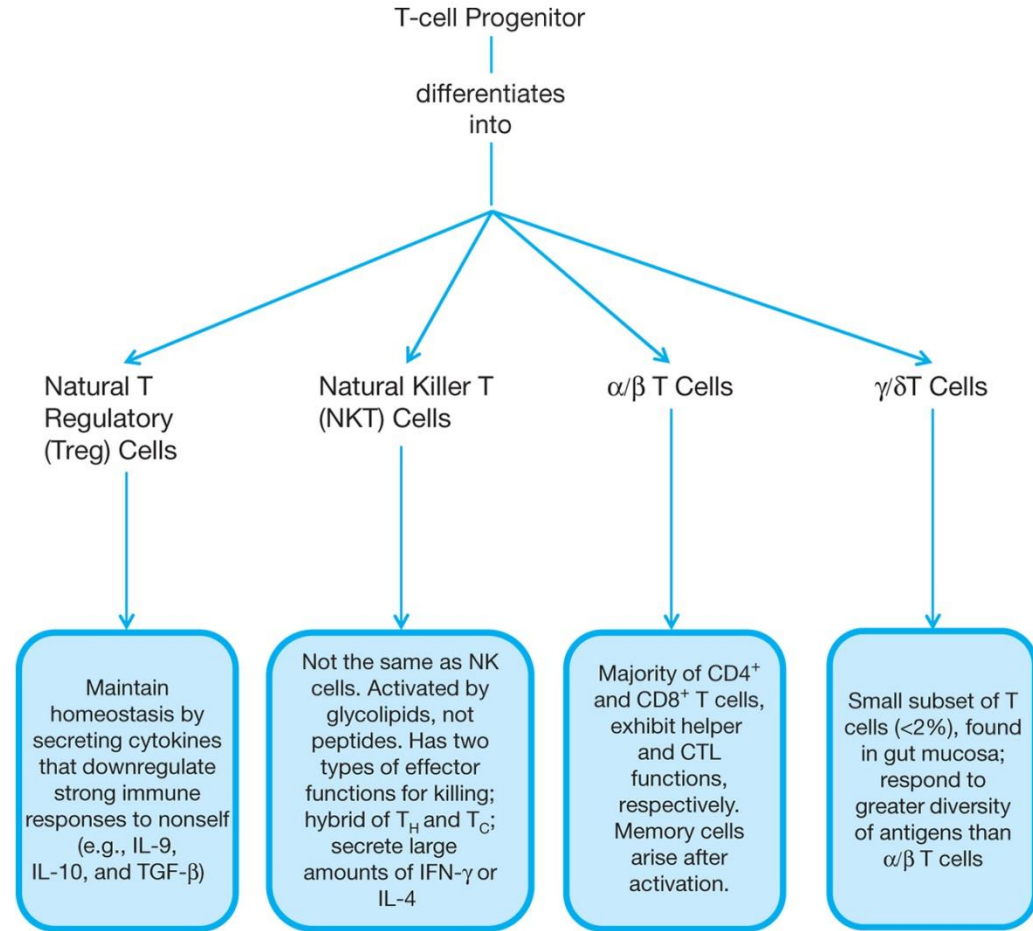 T-cell Progenitor
differentiates
into
Natural T
Regulatory
(Treg) Cells
Natural Killer T
(NKT) Cells
α/β T Cells
γ/δT Cells
Maintain
homeostasis by
secreting cytokines
that downregulate
strong immune
responses to nonself
(e.g., IL-9,
IL-10, and TGF-β)
Not the same as NK
cells. Activated by
glycolipids, not
peptides. Has two
types of effector
functions for killing;
hybrid of T_H and T_C;
secrete large
amounts of IFN-γ or
IL-4
Majority of CD4⁺
and CD8⁺ T cells,
exhibit helper
and CTL
functions,
respectively.
Memory cells
arise after
activation.
Small subset of T
cells (<2%), found
in gut mucosa;
respond to
greater diversity
of antigens than
α/β T cells